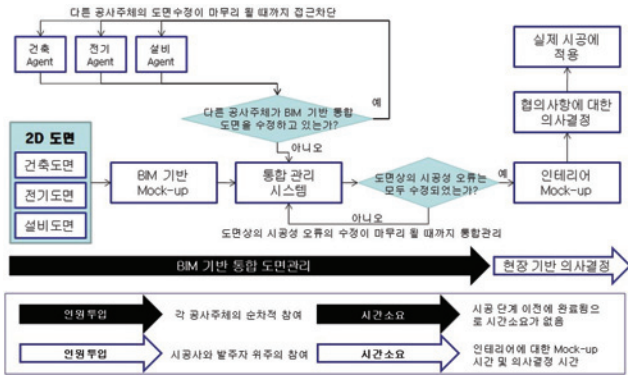 다른 공사주체의 도면수정이 마무리 될 때까지 접근차단
건축
Agent
전기
Agent
설비
Agent
실제 시공에
적용
다른 공사주체가 BIM 기반 통합
도면을 수정하고 있는가?
예
협의사항에 대한
의사결정
아니오
2D 도면
건축도면
전기도면
설비도면
BIM 기반
Mock-up
통합 관리
시스템
도면상의 시공성 오류는
모두 수정되었는가?
예
인테리어
Mock-up
아니오
도면상의 시공성 오류의 수정이 마무리 될 때까지 통합관리
BIM 기반 통합 도면관리
현장 기반 의사결정
인원투입
각 공사주체의 순차적 참여
시간소요
시공 단계 이전에 완료됨으
로 시간소요가 없음
인원투입
시공사와 발주자 위주의 참여
시간소요
인테리어에 대한 Mock-up
시간 및 의사결정 시간